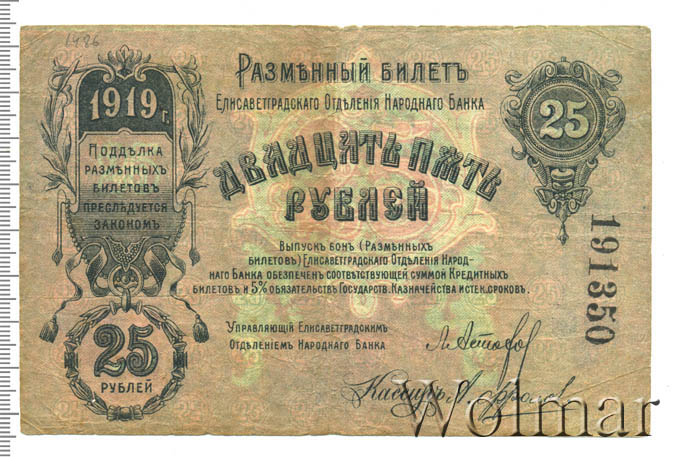 1486
1919 г.
Поддѣлка
размѣнныхъ
билетовъ
преслѣдуется
закономъ
25
рублей
Размѣнный билетъ
Елисаветградскаго Отдѣленія Народнаго Банка
Двадцать пять
рублей
Выпускъ бонъ (Размѣнныхъ
билетовъ) Елисаветградскаго Отдѣленія Народ-
наго Банка обезпеченъ соотвѣтствующей суммой Кредитныхъ
билетовъ и 5% обязательствъ Государств. Казначейства истек. сроковъ.
Управляющій Елисаветградскимъ
Отдѣленіемъ Народнаго Банка
Кассиръ
25
191350
Wolmar